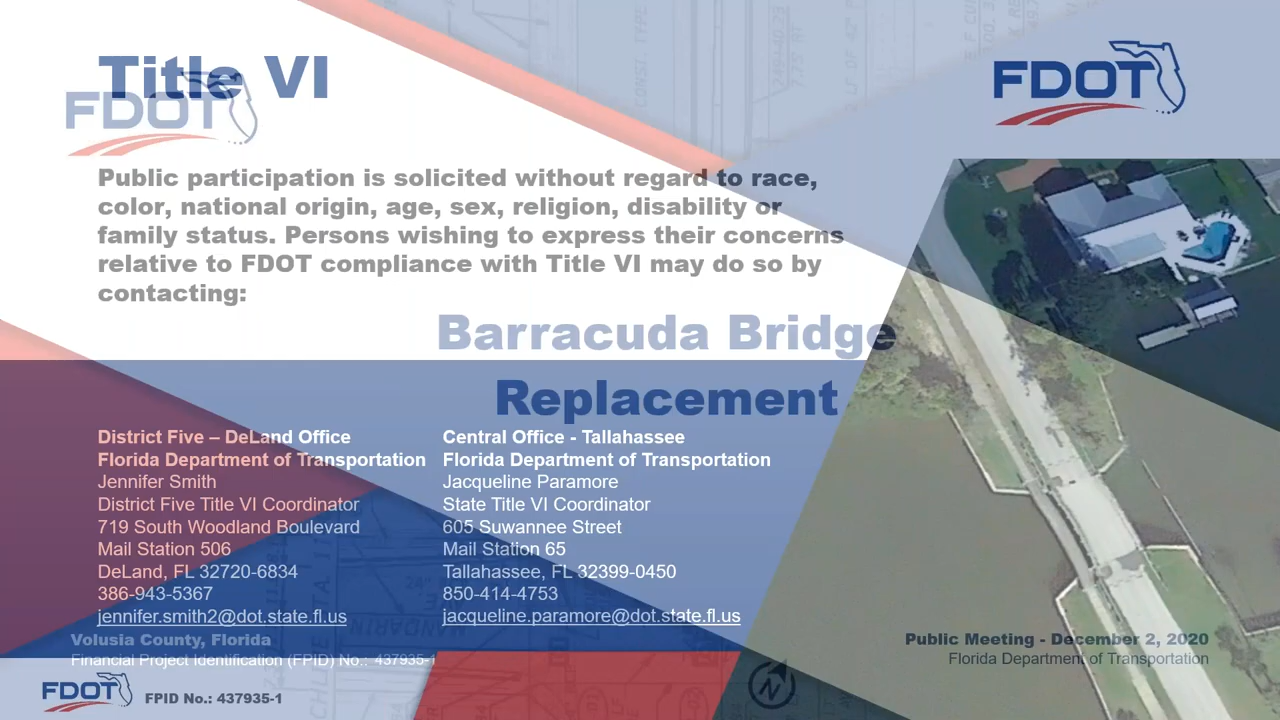 Title VI
FDOT
FDOT
Public participation is solicited without regard to race,
color, national origin, age, sex, religion, disability or
family status. Persons wishing to express their concerns
relative to FDOT compliance with Title VI may do so by
contacting:
Barracuda Bridge
Replacement
District Five – DeLand Office
Florida Department of Transportation
Jennifer Smith
District Five Title VI Coordinator
719 South Woodland Boulevard
Mail Station 506
DeLand, FL 32720-6834
386-943-5367
jennifer.smith2@dot.state.fl.us
Central Office - Tallahassee
Florida Department of Transportation
Jacqueline Paramore
State Title VI Coordinator
605 Suwannee Street
Mail Station 65
Tallahassee, FL 32399-0450
850-414-4753
jacqueline.paramore@dot.state.fl.us
Volusia County, Florida
Financial Project Identification (FPID) No.: 437935-1
Public Meeting - December 2, 2020
Florida Department of Transportation
FDOT
FPID No.: 437935-1
N